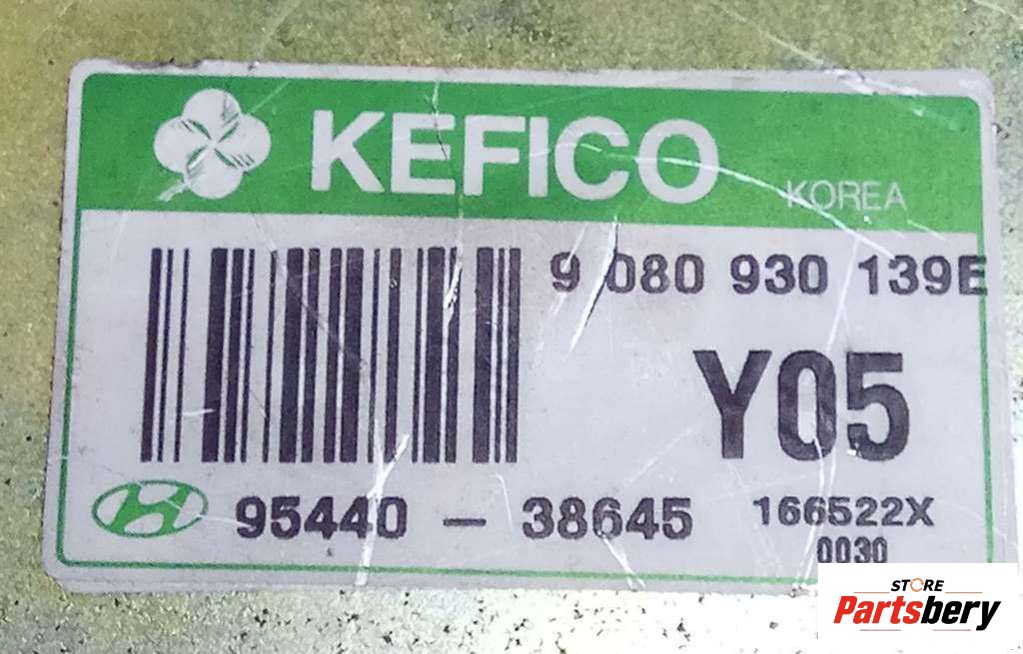 KEFICO KOREA
9 080 930 139E
Y05
95440 - 38645 166522X
0030
STORE
Partsbery